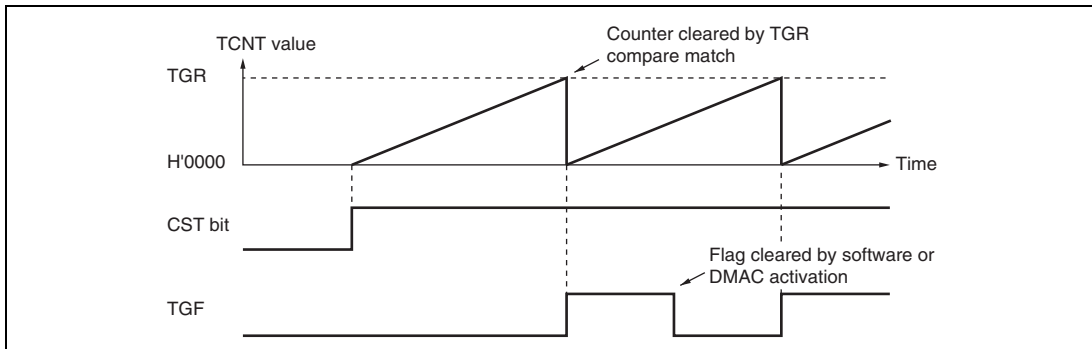 TCNT value
Counter cleared by TGR
compare match
TGR
H'0000
Time
CST bit
Flag cleared by software or
DMAC activation
TGF